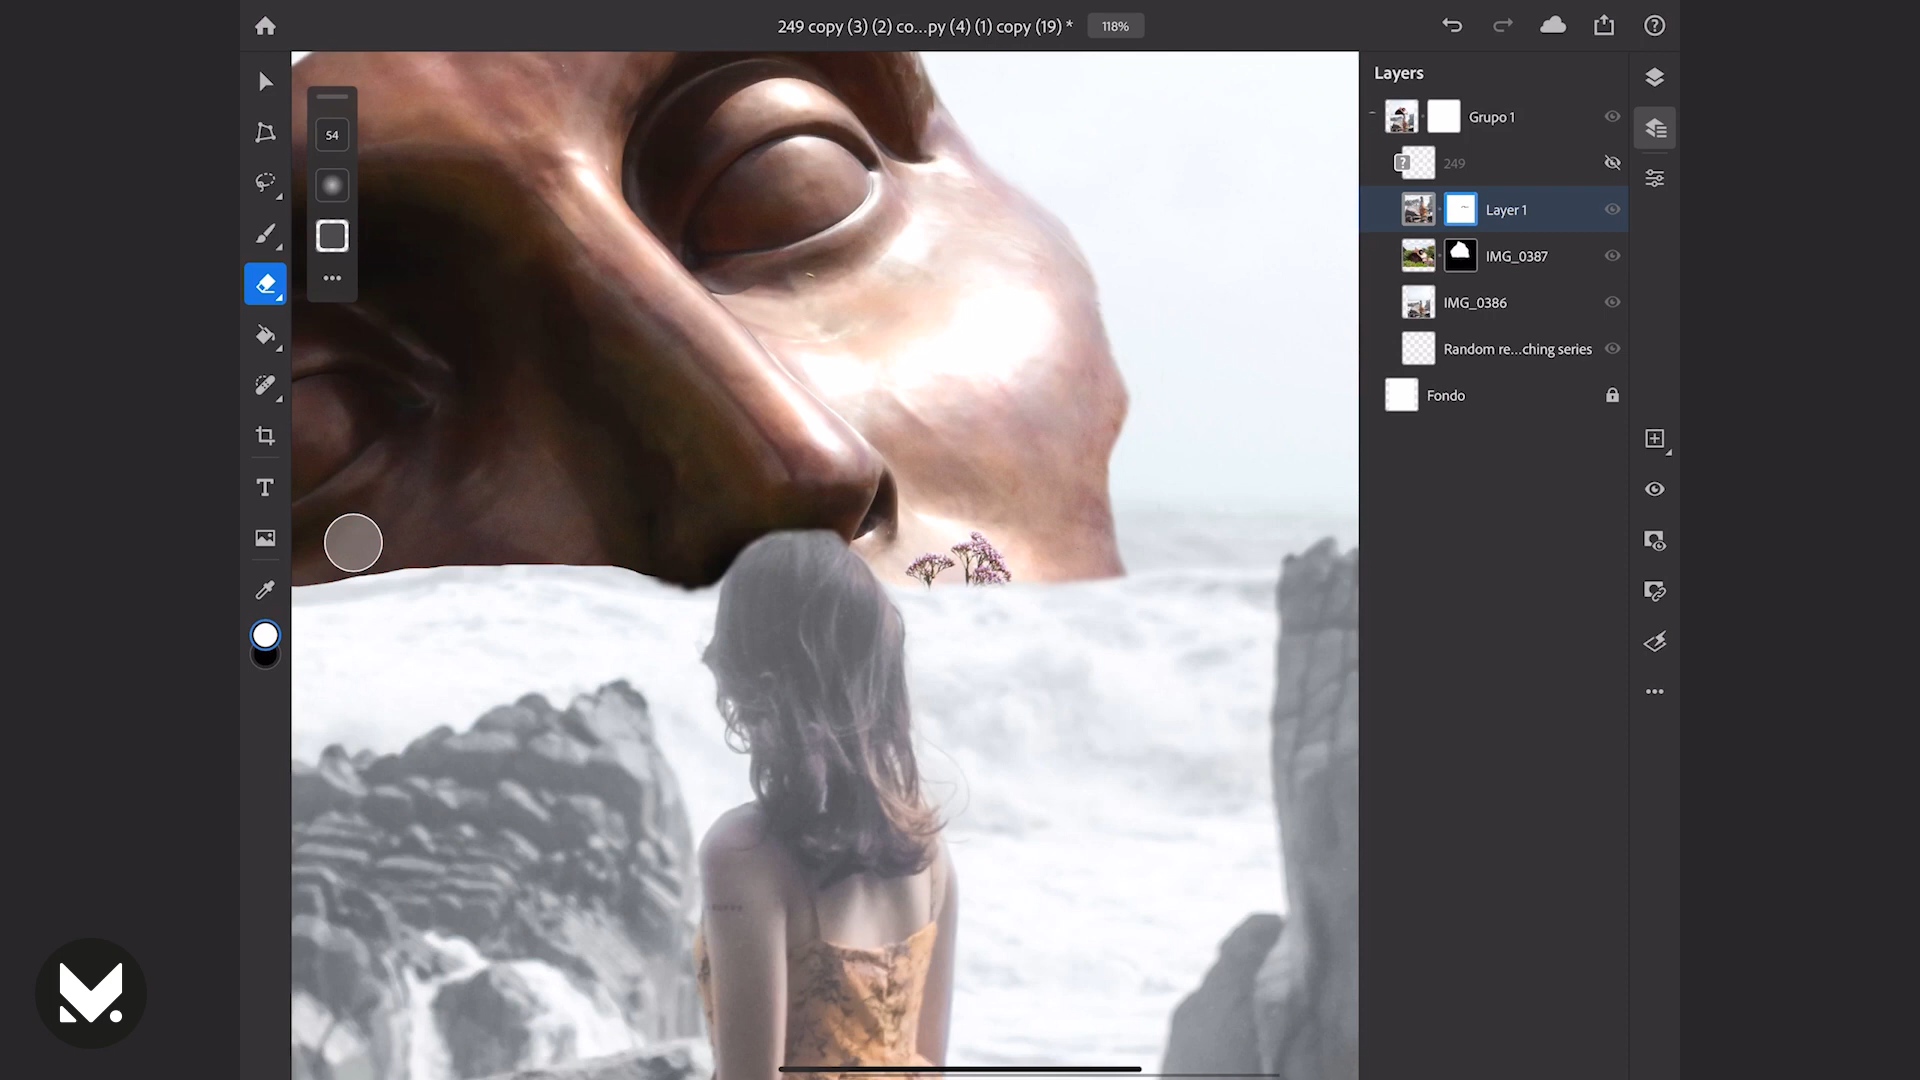 249 copy (3) (2) co...py (4) (1) copy (19) *
118%
Layers
54
Grupo 1
249
Layer 1
IMG_0387
IMG_0386
Random re...ching series
Fondo